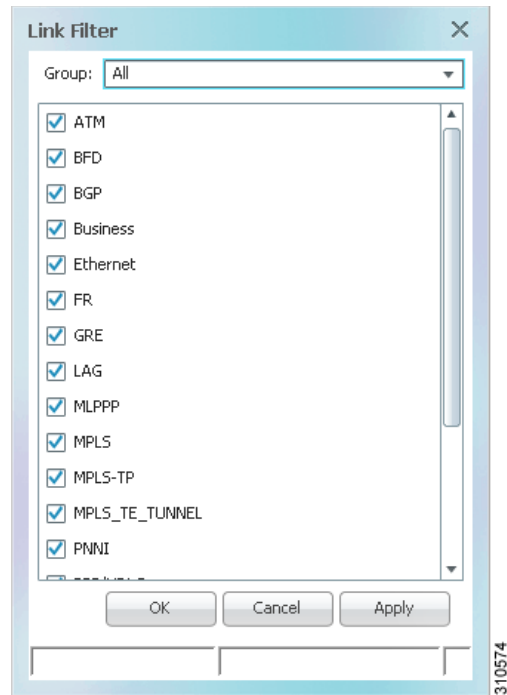 Link Filter
Group: All
ATM
BFD
BGP
Business
Ethernet
FR
GRE
LAG
MLPPP
MPLS
MPLS-TP
MPLS_TE_TUNNEL
PNNI
OK Cancel Apply
310574